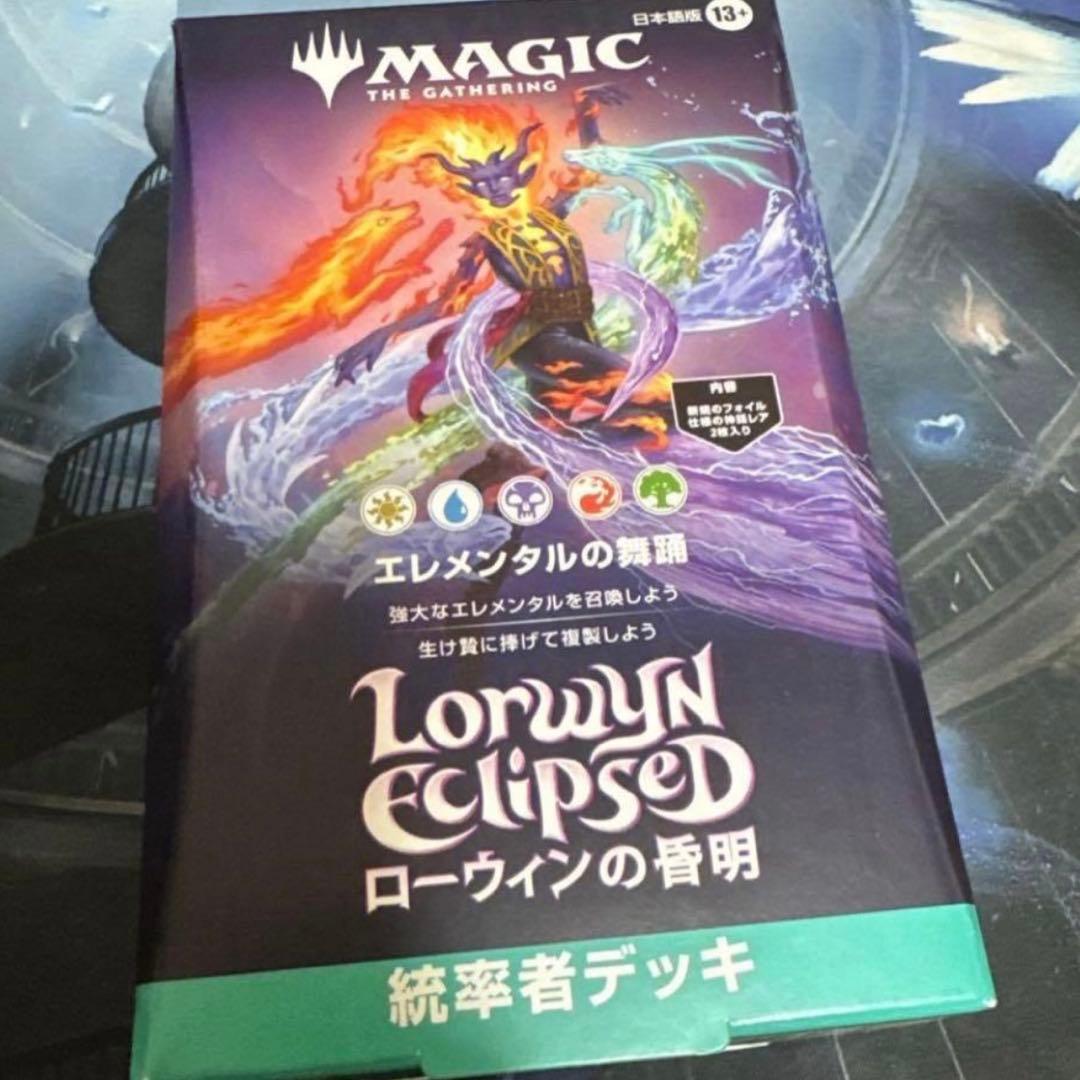 日本語版 13+
MAGIC
THE GATHERING
内容
新規のフォイル
仕様の神話レア
2枚入り
エレメンタルの舞踊
強大なエレメンタルを召喚しよう
生け贄に捧げて複製しよう
Lorwyn
Eclipsed
ローウィンの昏明
統率者デッキ